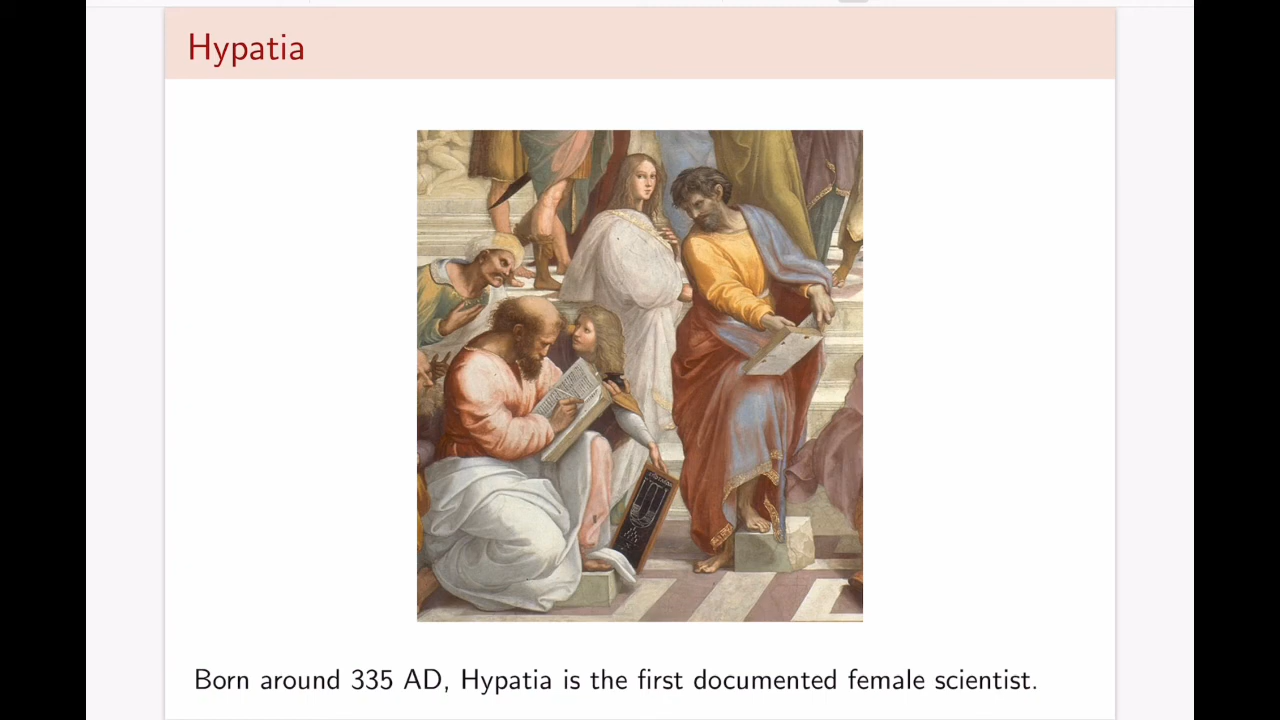 Hypatia
Born around 335 AD, Hypatia is the first documented female scientist.